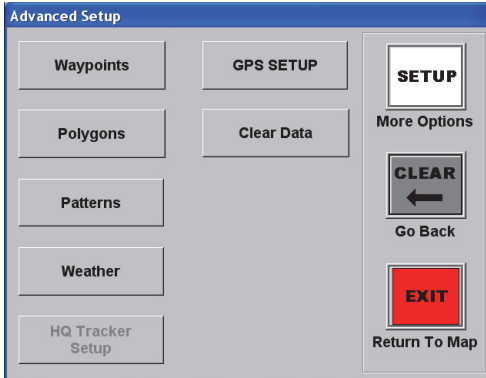 Advanced Setup
Waypoints
GPS SETUP
Polygons
Clear Data
Patterns
Weather
HQ Tracker
Setup
SETUP
More Options
CLEAR
Go Back
EXIT
Return To Map